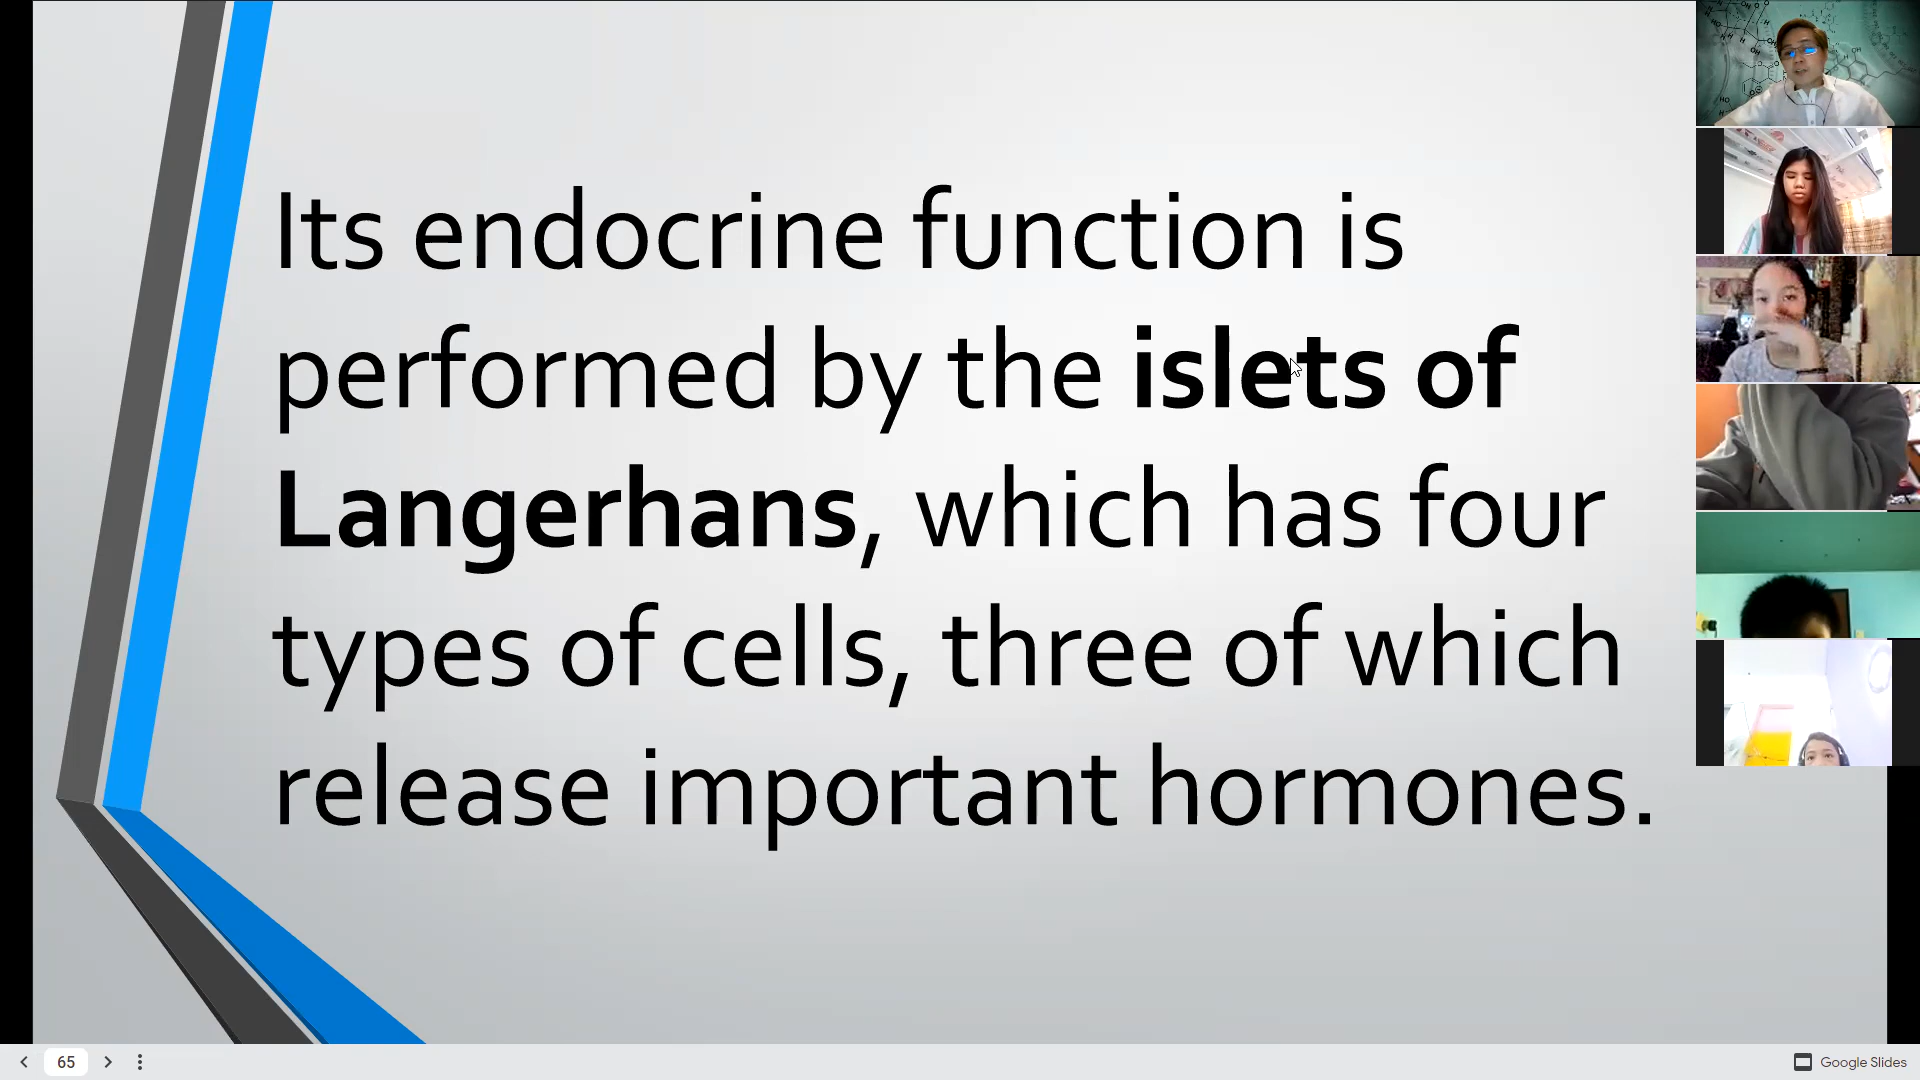 Its endocrine function is
performed by the islets of
Langerhans, which has four
types of cells, three of which
release important hormones.
65
Google Slides